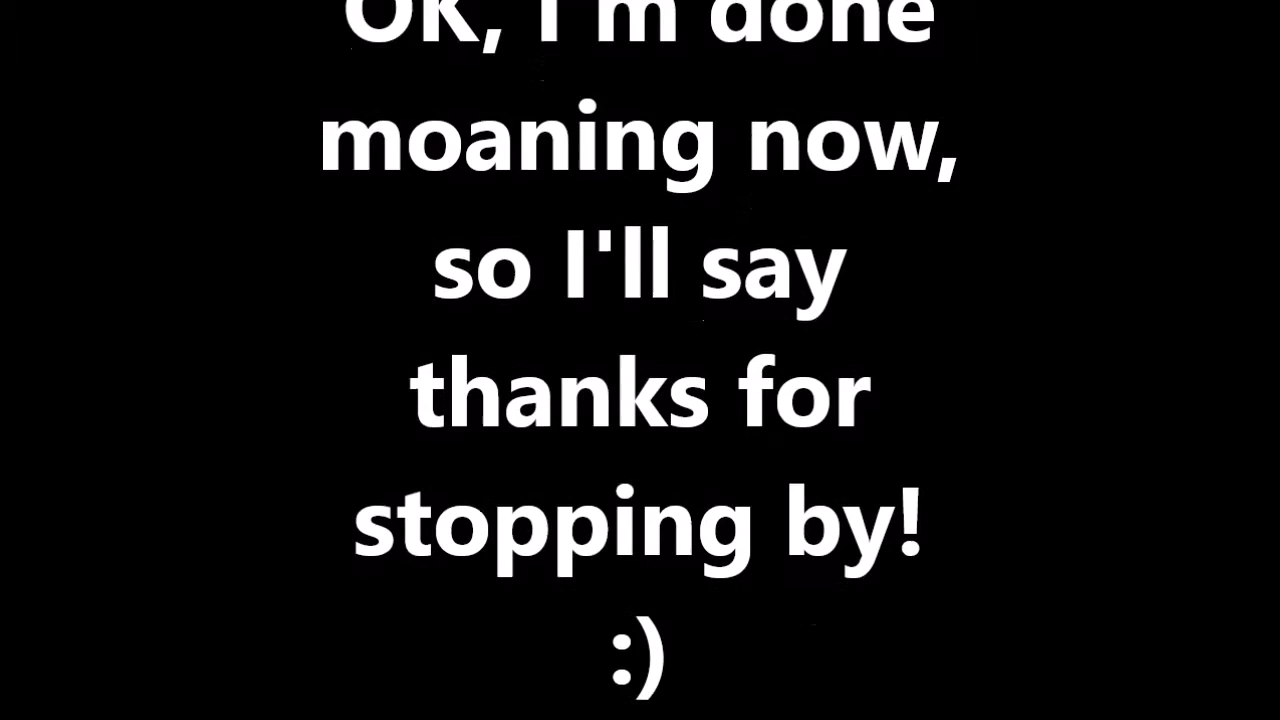 OK, I'm done
moaning now,
so I'll say
thanks for
stopping by!
:)